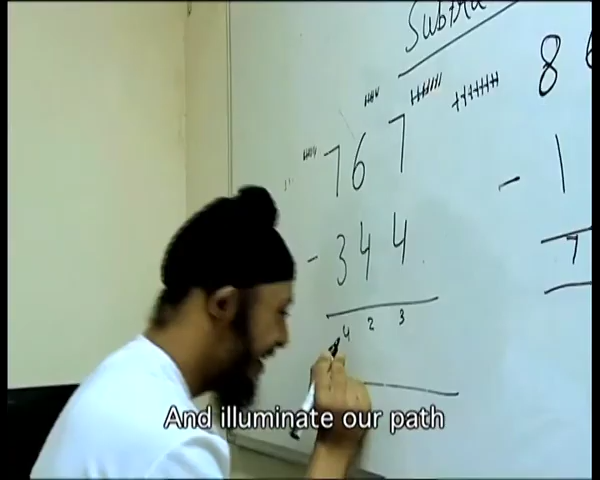 Subtra
767
- 344
4 2 3
8
- 1
7
And illuminate our path